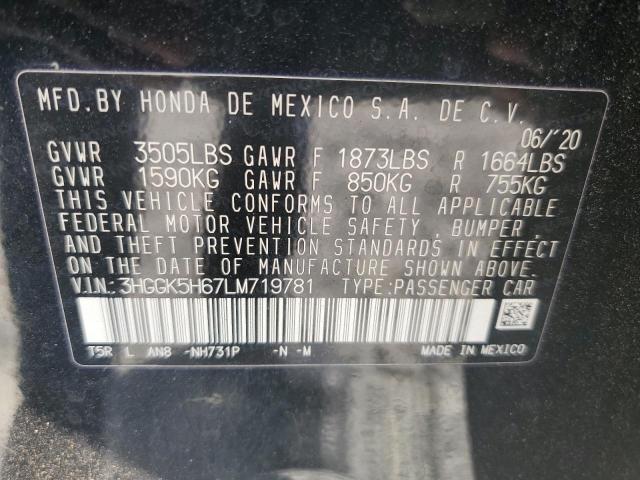 MFD. BY HONDA DE MEXICO S.A. DE C.V.
06/'20
GVWR 3505LBS GAWR F 1873LBS R 1664LBS
GVWR 1590KG GAWR F 850KG R 755KG
THIS VEHICLE CONFORMS TO ALL APPLICABLE
FEDERAL MOTOR VEHICLE SAFETY, BUMPER,
AND THEFT PREVENTION STANDARDS IN EFFECT
ON THE DATE OF MANUFACTURE SHOWN ABOVE.
V.I.N.: 3HGGK5H67LM719781 TYPE:PASSENGER CAR
T5R L AN8 -NH731P -N -M MADE IN MEXICO